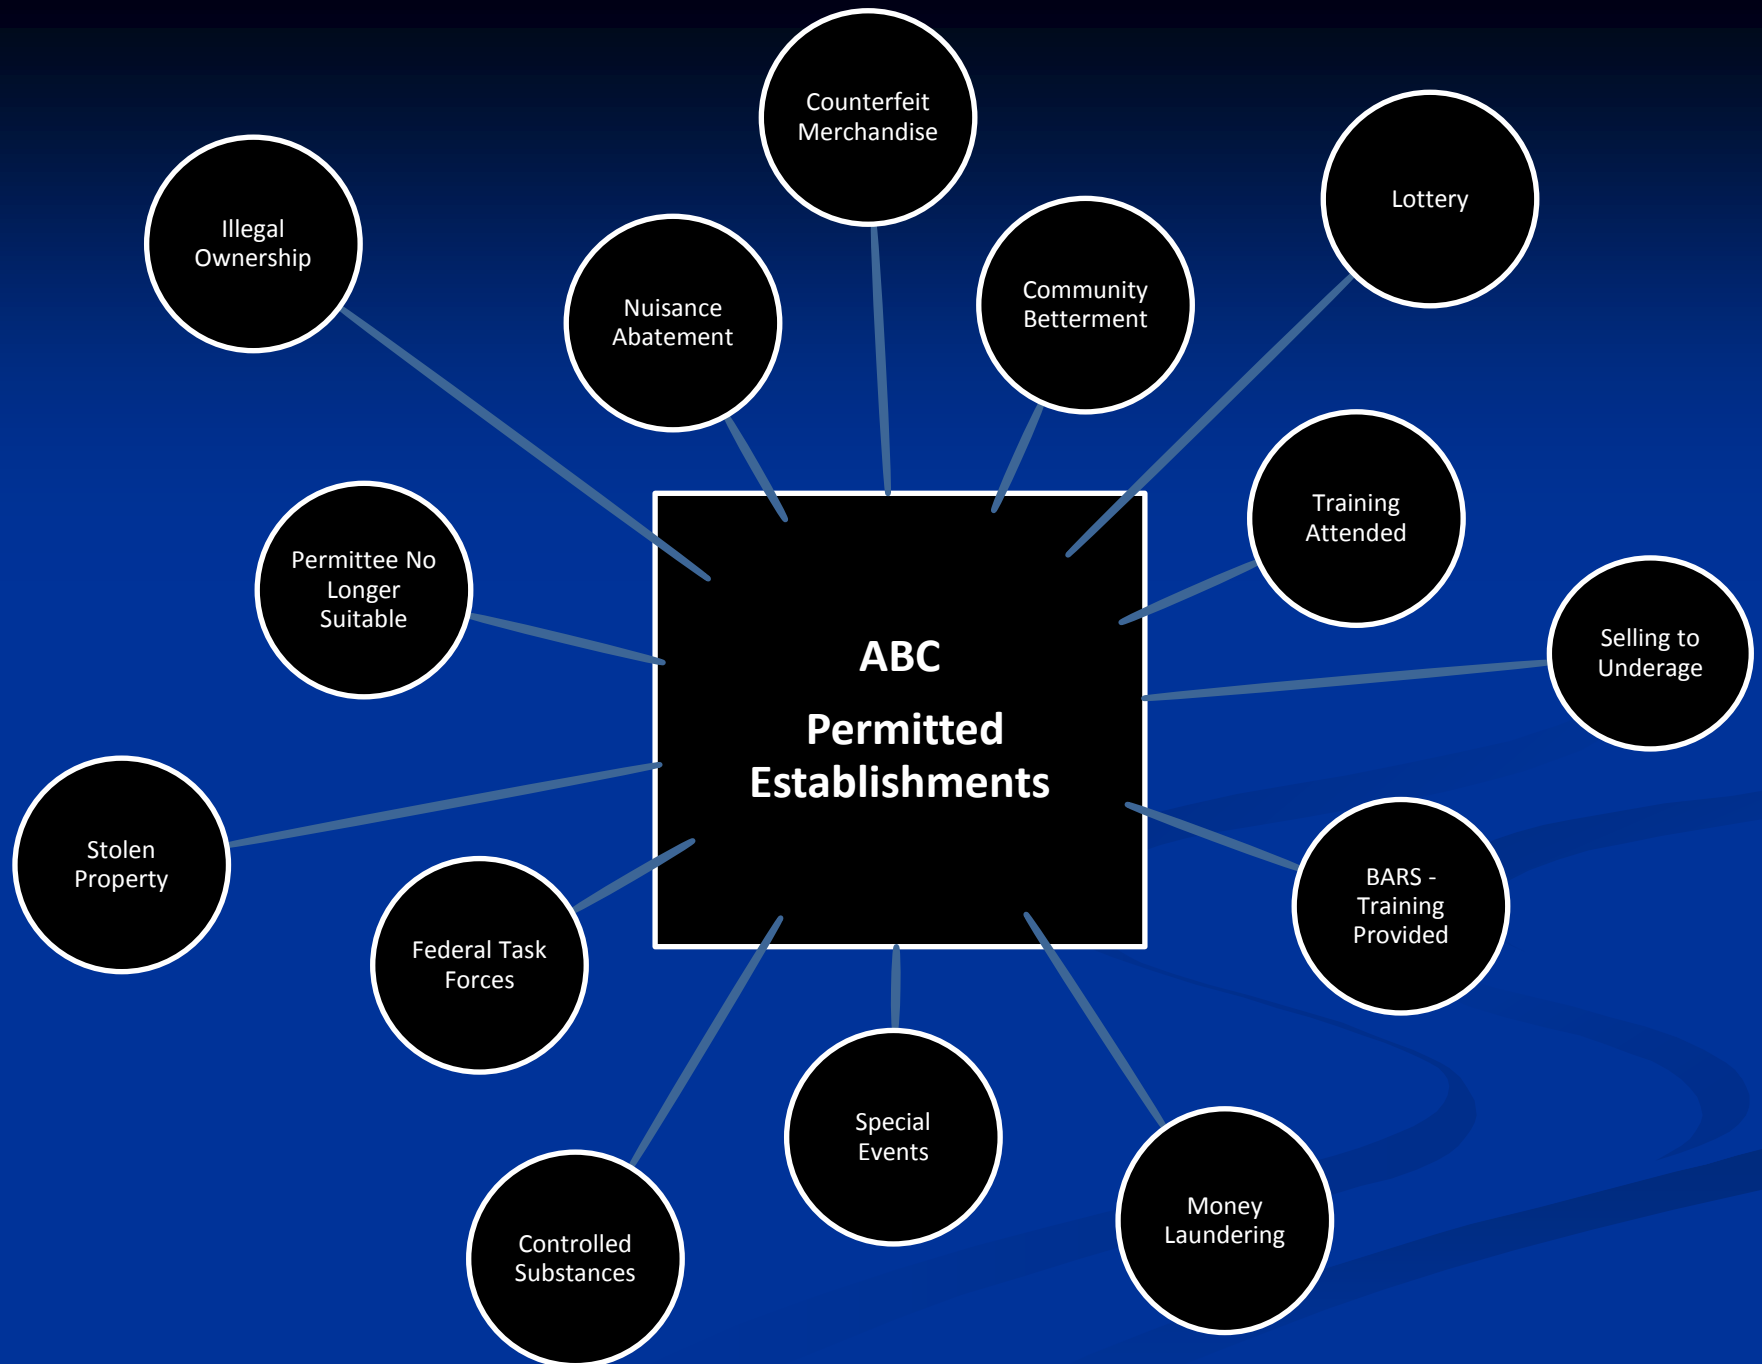 Counterfeit
Merchandise
Lottery
Illegal
Ownership
Community
Betterment
Nuisance
Abatement
Training
Attended
Permittee No
Longer
Suitable
Selling to
Underage
ABC
Permitted
Establishments
Stolen
Property
BARS -
Training
Provided
Federal Task
Forces
Special
Events
Money
Laundering
Controlled
Substances